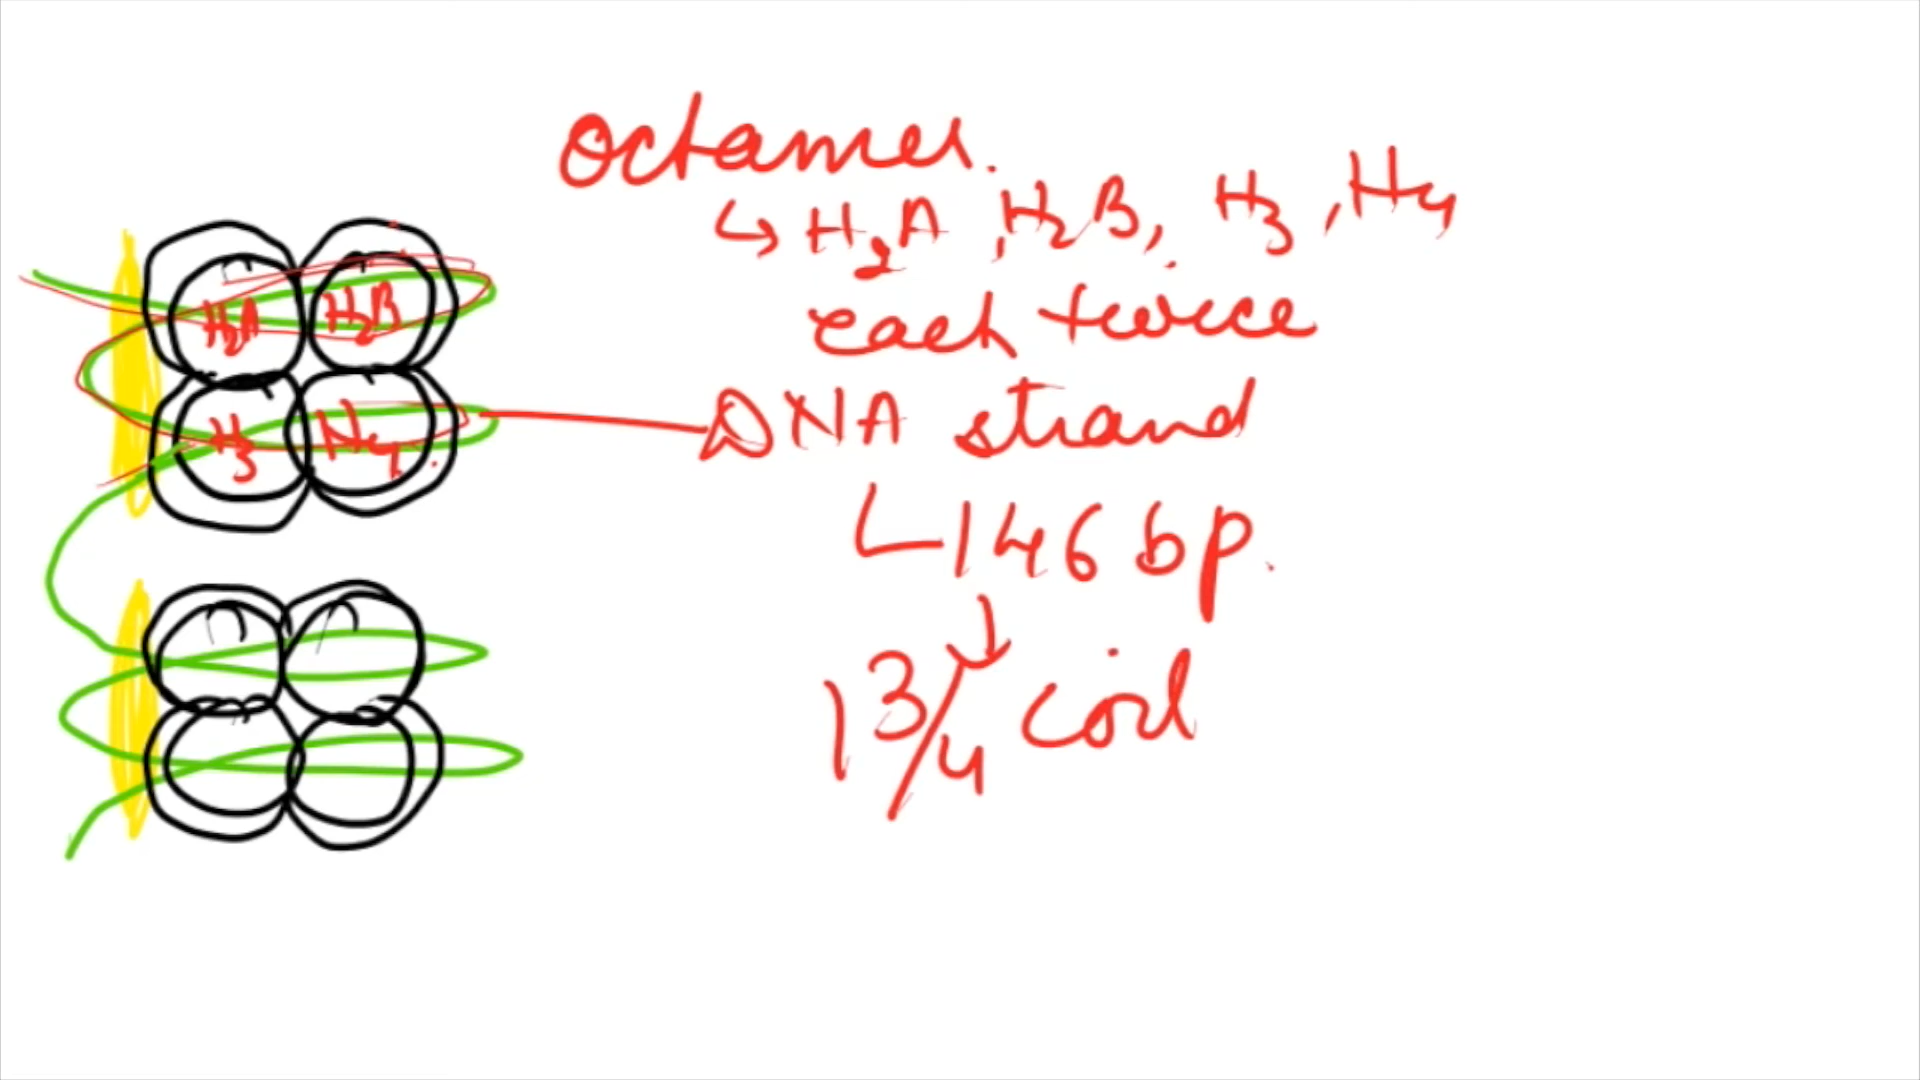 octamer.
↳ H2A, H2B, H3, H4
each twice
DNA strand
146 bp.
↓
1 3/4 coil
H2A H2B
H3 H4